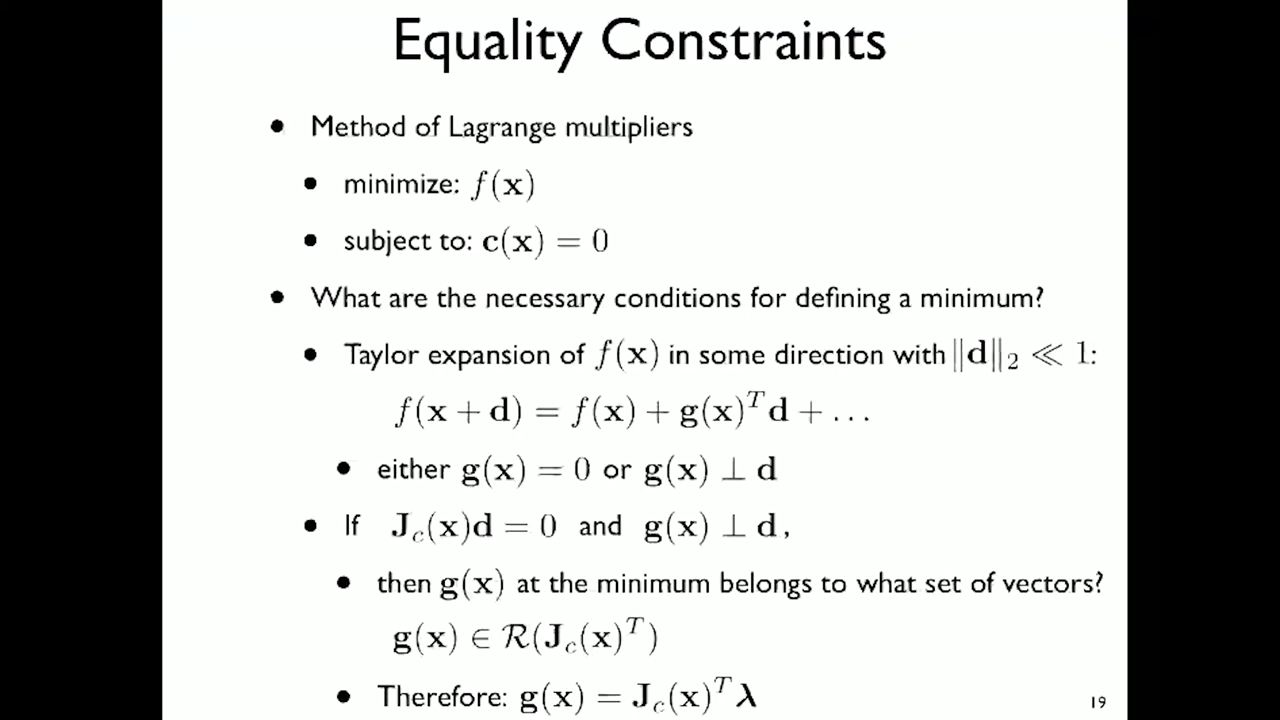 Equality Constraints
• Method of Lagrange multipliers
• minimize: f(x)
• subject to: c(x) = 0
• What are the necessary conditions for defining a minimum?
• Taylor expansion of f(x) in some direction with ‖d‖₂ ≪ 1:
f(x + d) = f(x) + g(x)ᵀd + ...
• either g(x) = 0 or g(x) ⊥ d
• If J_c(x)d = 0 and g(x) ⊥ d,
• then g(x) at the minimum belongs to what set of vectors?
g(x) ∈ R(J_c(x)ᵀ)
• Therefore: g(x) = J_c(x)ᵀλ
19